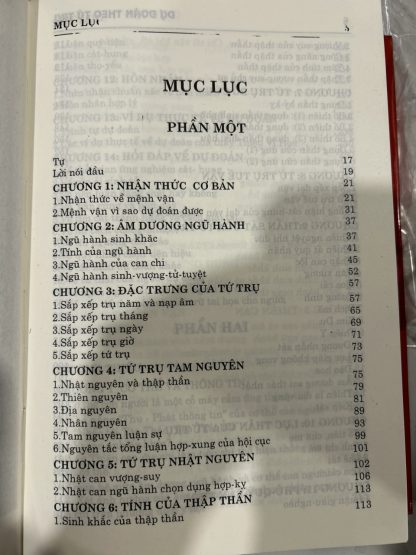 MỤC LỤC
MỤC LỤC
PHẦN MỘT
Tự 17
Lời nói đầu 19
CHƯƠNG 1: NHẬN THỨC CƠ BẢN 21
1.Nhận thức về mệnh vận 21
2.Mệnh vận vì sao dự đoán được 31
CHƯƠNG 2: ÂM DƯƠNG NGŨ HÀNH 37
1.Ngũ hành sinh khắc 37
2.Tính của ngũ hành 41
3.Ngũ hành của can chi 45
4.Ngũ hành sinh-vượng-tử-tuyệt 52
CHƯƠNG 3: ĐẶC TRƯNG CỦA TỨ TRỤ 57
1.Sắp xếp trụ năm và nạp âm 57
2.Sắp xếp trụ tháng 65
3.Sắp xếp trụ ngày 69
4.Sắp xếp trụ giờ 71
5.Sắp xếp tứ trụ 73
CHƯƠNG 4: TỨ TRỤ TAM NGUYÊN 75
1.Nhật nguyên và thập thần 75
2.Thiên nguyên 79
3.Địa nguyên 81
4.Nhân nguyên 89
5.Tam nguyên luận sự 93
6.Nguyên tắc tổng luận hợp-xung của hội cục 99
CHƯƠNG 5: TỨ TRỤ NHẬT NGUYÊN 101
1.Nhật can vượng-suy 102
2.Nhật can ngũ hành chọn dụng hợp-kỵ 106
CHƯƠNG 6: TÍNH CỦA THẬP THẦN 113
1.Sinh khắc của thập thần 113